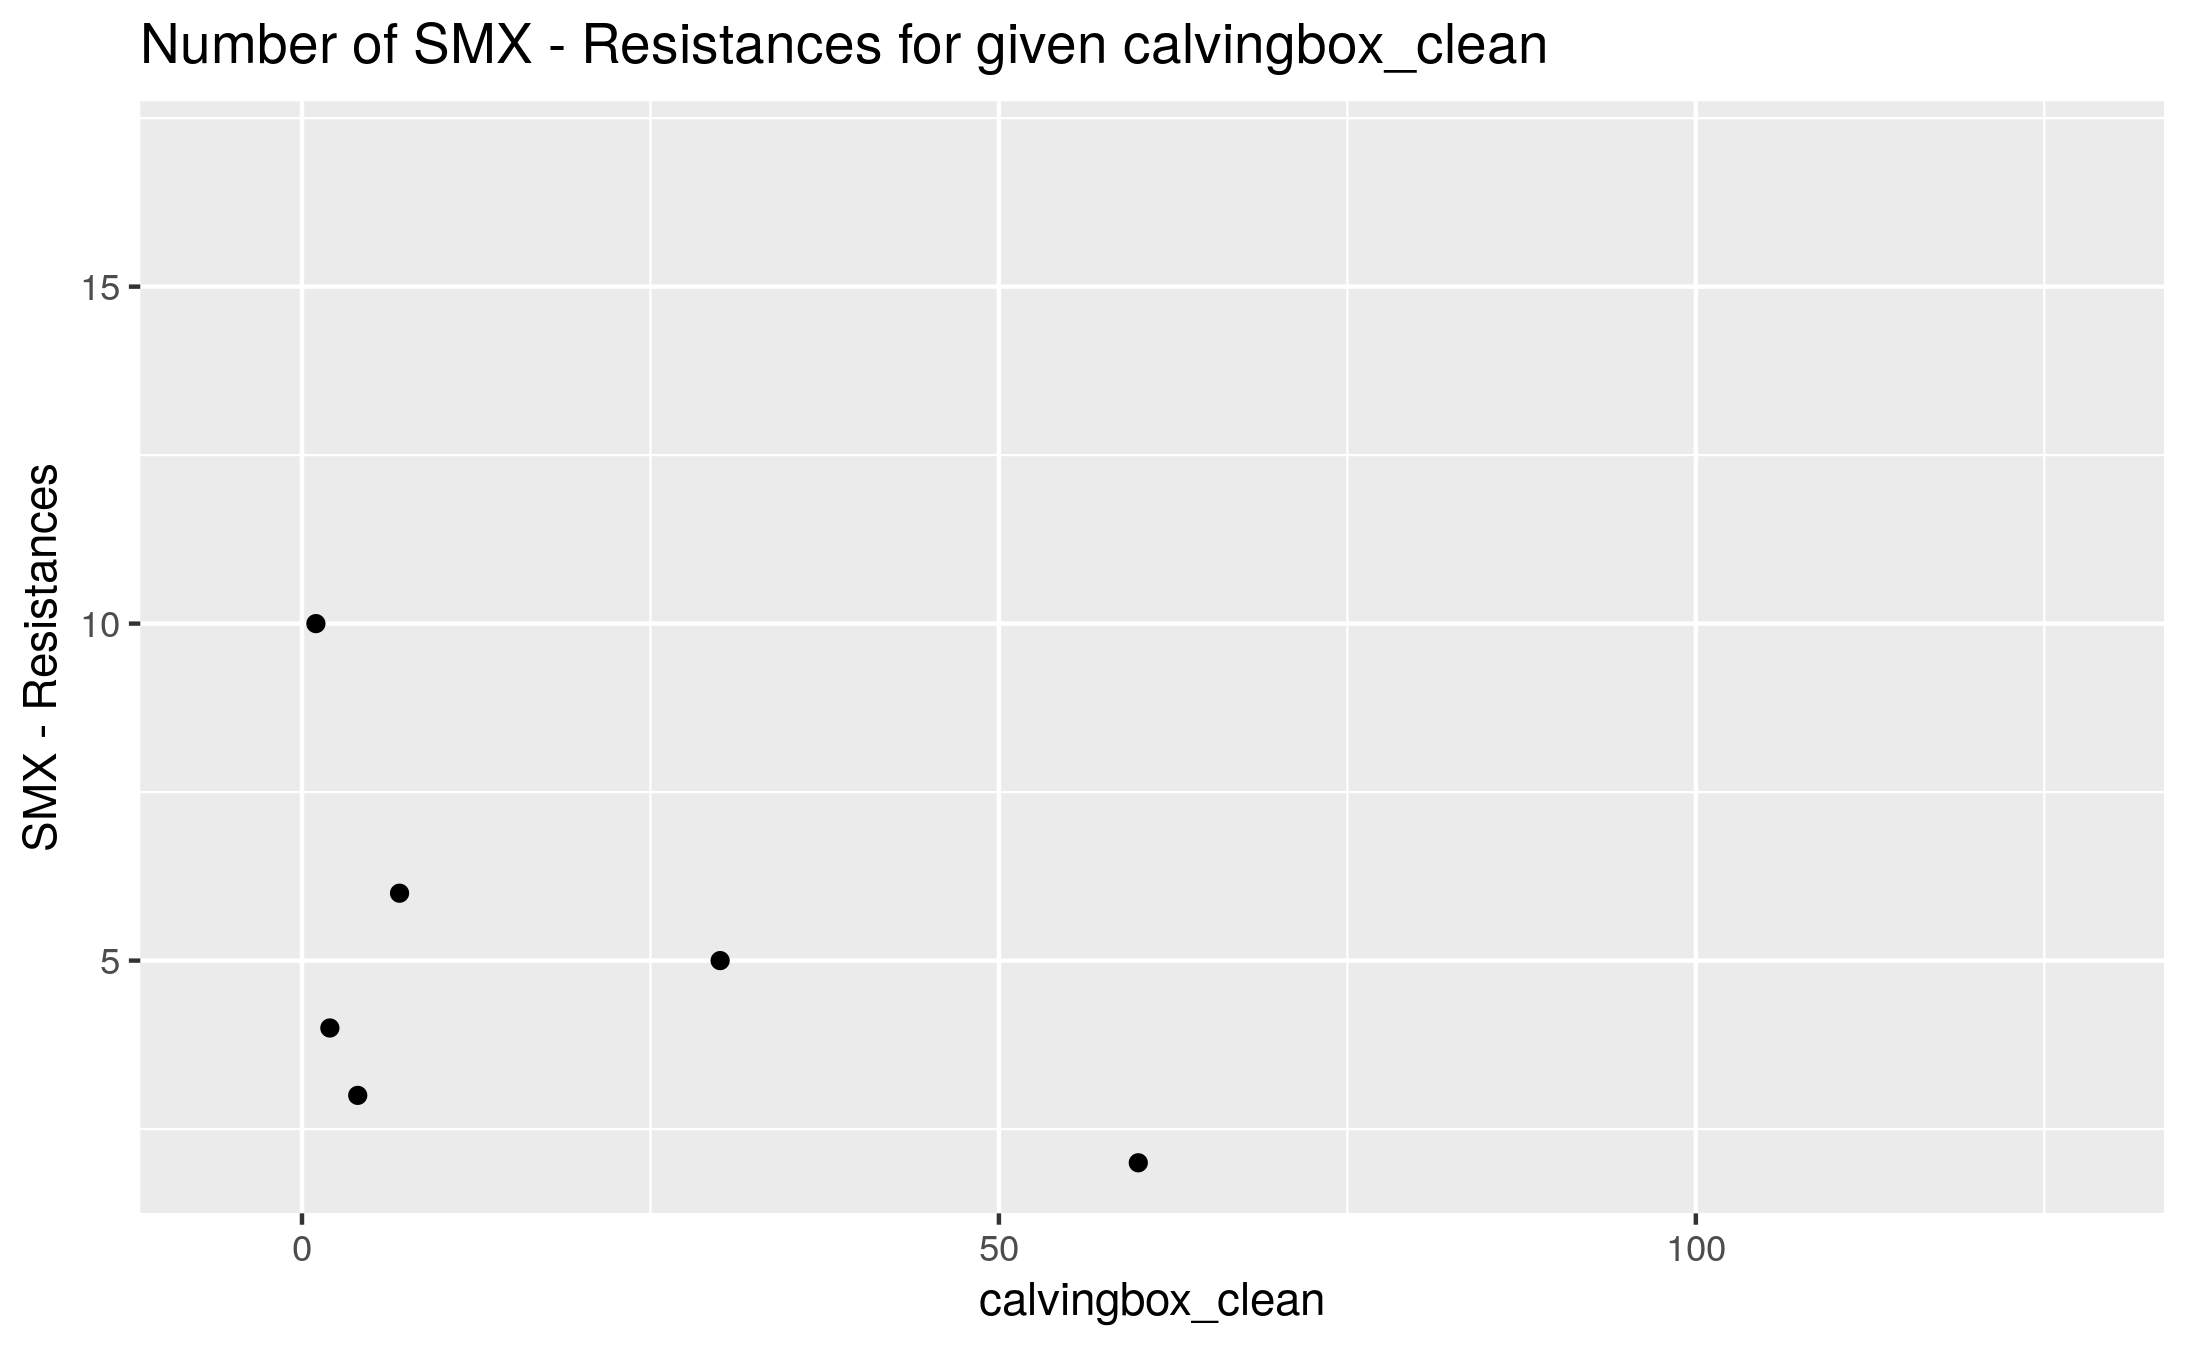 Number of SMX - Resistances for given calvingbox_clean
SMX - Resistances
15
10
5
0
50
100
calvingbox_clean